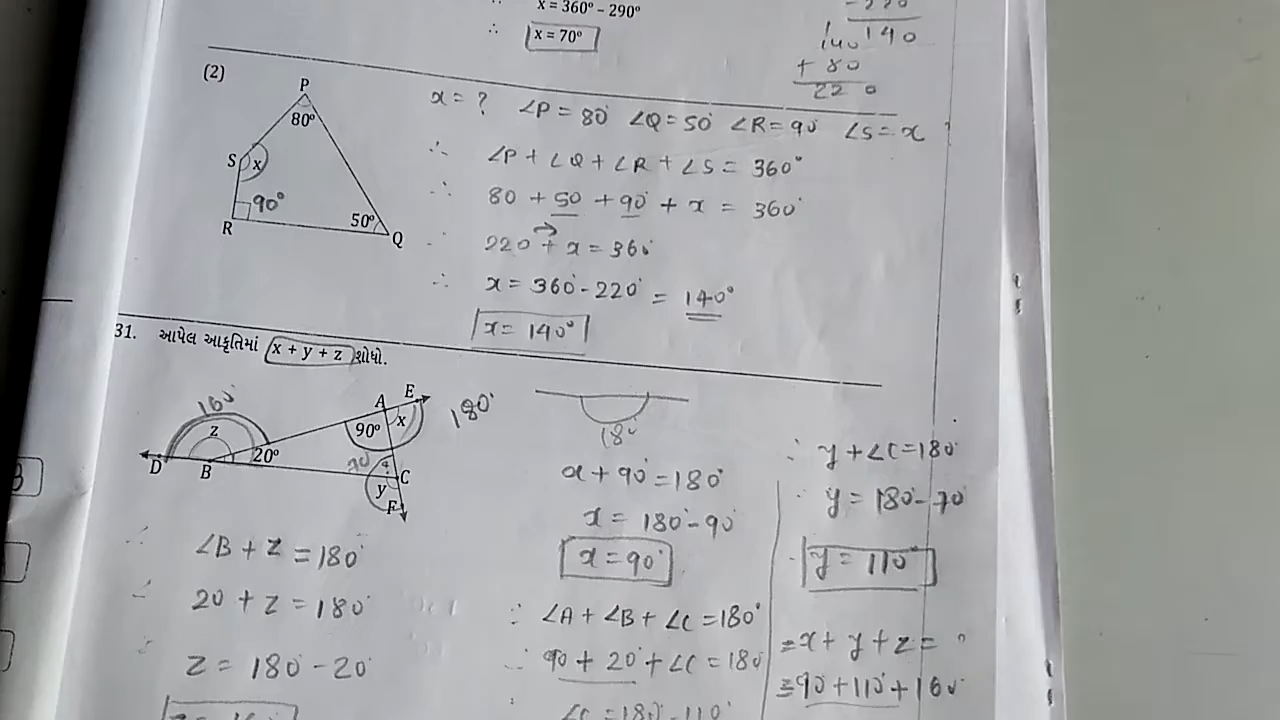 x = 360° – 290°
∴ x = 70°
- 220
140
140
+ 80
220
(2)
P
80°
S x
90°
R
50°
Q
x = ? ∠P = 80° ∠Q = 50° ∠R = 90° ∠S = x
∴ ∠P + ∠Q + ∠R + ∠S = 360°
∴ 80 + 50 + 90° + x = 360°
∴ 220 + x = 360°
∴ x = 360° - 220° = 140°
x = 140°
31. આપેલ આકૃતિમાં x + y + z શોધો.
160°
z
D
B
20°
A E
90° x
180°
70
y C
F
180
x + 90° = 180°
x = 180° - 90°
x = 90°
∴ ∠A + ∠B + ∠C = 180°
∴ 90 + 20° + ∠C = 180
∴ ∠C = 180° - 110°
∴ ∠B + Z = 180°
∴ 20 + Z = 180°
∴ Z = 180° - 20°
∴ y + ∠C = 180°
∴ y = 180° - 70
∴ y = 110°
= x + y + z = ?
= 90° + 110° + 160°